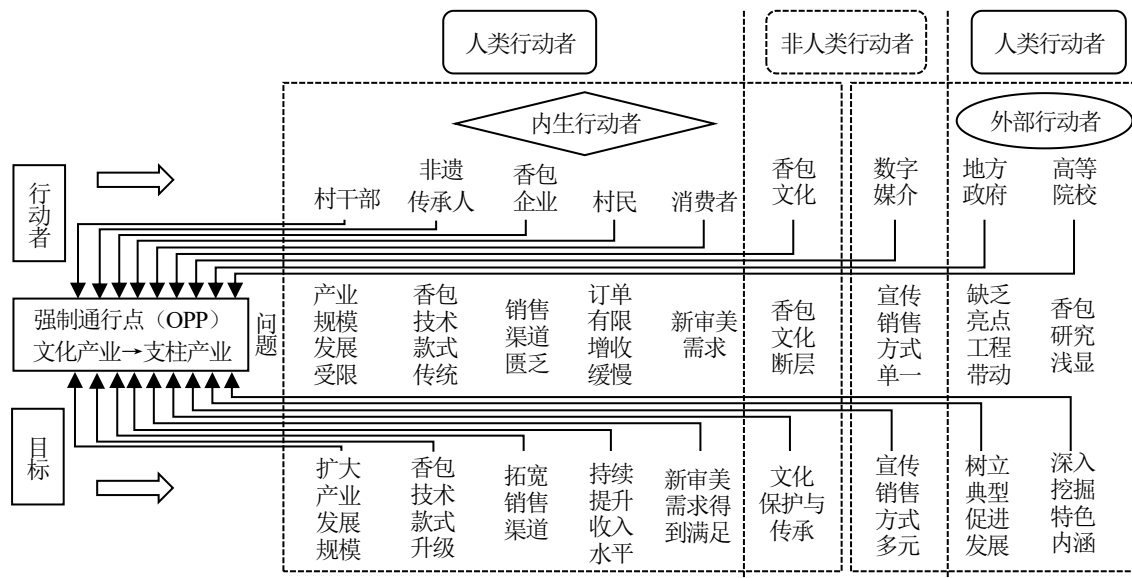 人类行动者
非人类行动者
人类行动者
内生行动者
外部行动者
行
动
者
村干部
非遗
传承人
香包
企业
村民
消费者
香包
文化
数字
媒介
地方
政府
高等
院校
强制通行点（OPP）
文化产业→支柱产业
问
题
产业
规模
发展
受限
香包
技术
款式
传统
销售
渠道
匮乏
订单
有限
增收
缓慢
新审美
需求
香包
文化
断层
宣传
销售
方式
单一
缺乏
亮点
工程
带动
香包
研究
浅显
目
标
扩大
产业
发展
规模
香包
技术
款式
升级
拓宽
销售
渠道
持续
提升
收入
水平
新审美
需求得
到满足
文化
保护与
传承
宣传
销售
方式
多元
树立
典型
促进
发展
深入
挖掘
特色
内涵